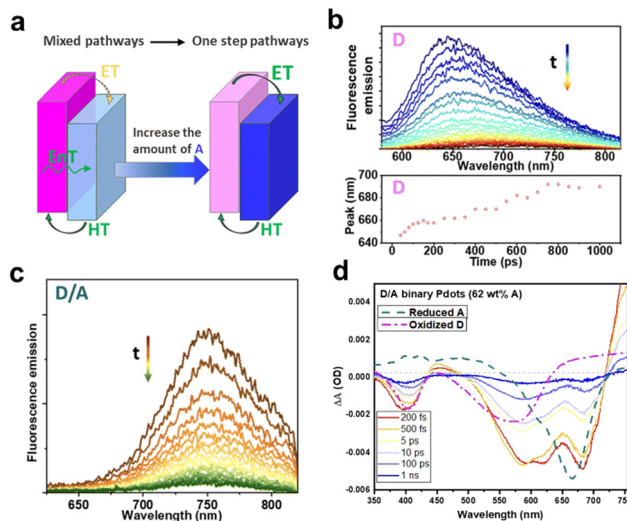 a
Mixed pathways → One step pathways
ET
ET
Increase the
amount of A
EnT
HT
HT
b
D
t
Fluorescence
emission
600 650 700 750 800
Wavelength (nm)
D
Peak (nm)
700
680
660
640
0 200 400 600 800 1000
Time (ps)
c
D/A
t
Fluorescence emission
650 700 750 800
Wavelength (nm)
d
D/A binary Pdots (62 wt% A)
Reduced A
Oxidized D
ΔA (OD)
0.004
0.002
0.000
-0.002
-0.004
-0.006
200 fs
500 fs
5 ps
10 ps
100 ps
1 ns
350 400 450 500 550 600 650 700 750
Wavelength (nm)